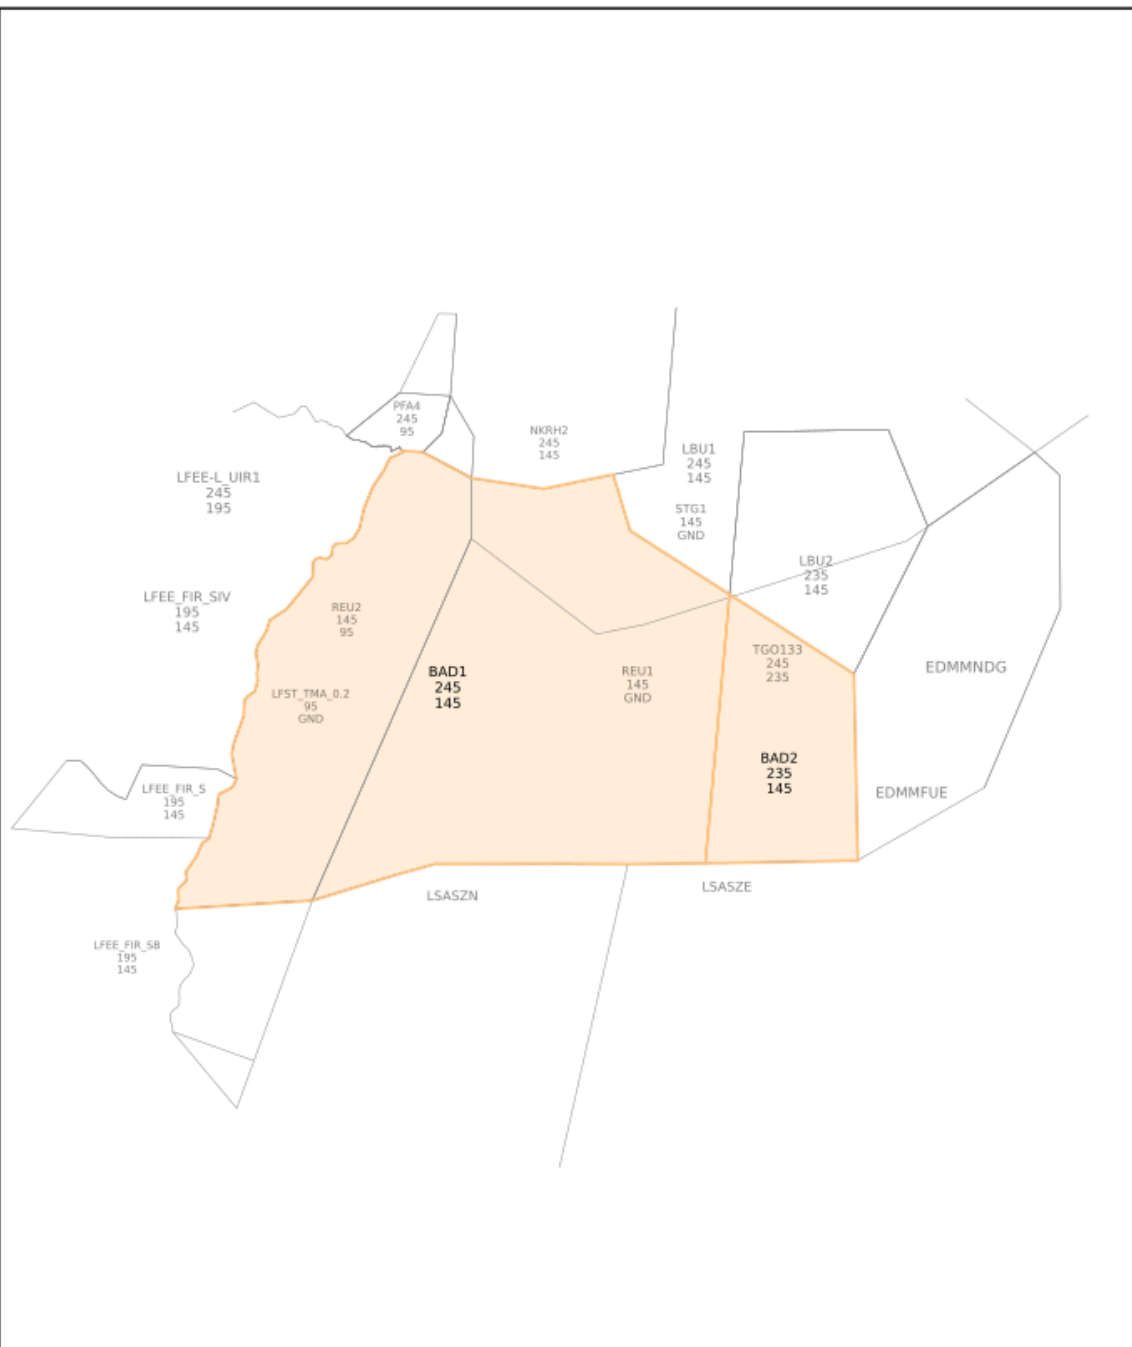 PFA4
245
95
NKRH2
245
145
LBU1
245
145
LFEE-L_UIR1
245
195
STG1
145
GND
LBU2
235
145
LFEE_FIR_SIV
195
145
REU2
145
95
TGO133
245
235
EDMMNDG
BAD1
245
145
REU1
145
GND
LFST_TMA_0.2
95
GND
BAD2
235
145
LFEE_FIR_S
195
145
EDMMFUE
LSASZN
LSASZE
LFEE_FIR_SB
195
145